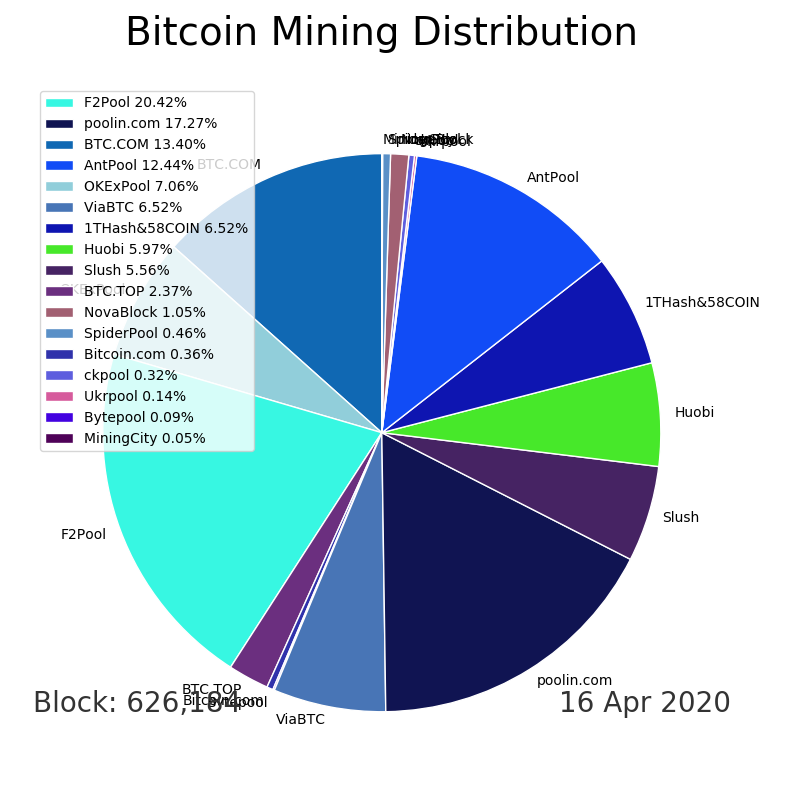 Bitcoin Mining Distribution
F2Pool 20.42%
poolin.com 17.27%
BTC.COM 13.40%
AntPool 12.44%
OKExPool 7.06%
ViaBTC 6.52%
1THash&58COIN 6.52%
Huobi 5.97%
Slush 5.56%
BTC.TOP 2.37%
NovaBlock 1.05%
SpiderPool 0.46%
Bitcoin.com 0.36%
ckpool 0.32%
Ukrpool 0.14%
Bytepool 0.09%
MiningCity 0.05%
BTC.COM
AntPool
1THash&58COIN
Huobi
Slush
F2Pool
poolin.com
BTC.TOP
Bitcoin.com
Bytepool
ViaBTC
Block: 626,184
16 Apr 2020